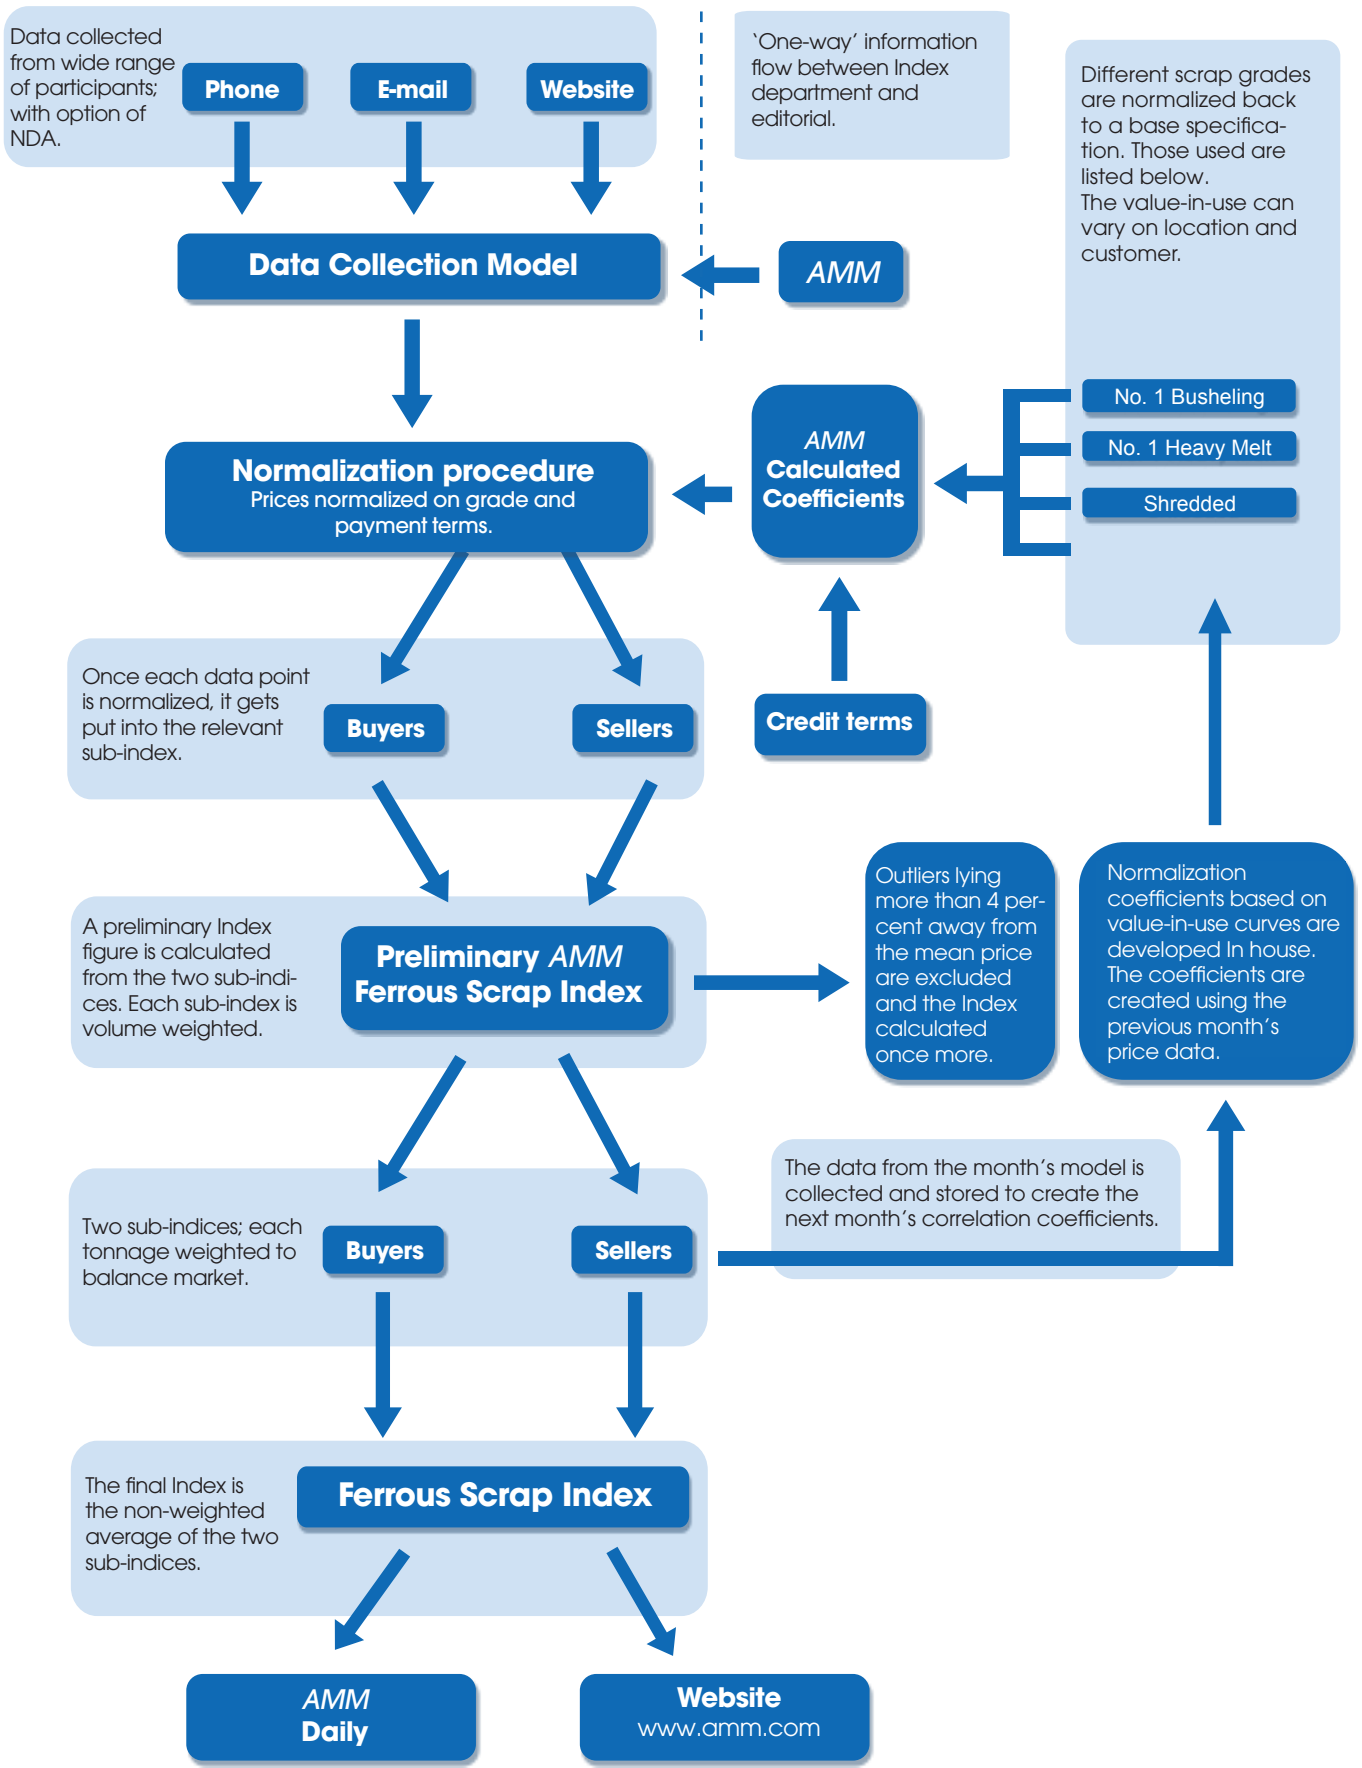 Data collected
from wide range
of participants;
with option of
NDA.
Phone
E-mail
Website
‘One-way’ information
flow between Index
department and
editorial.
Different scrap grades
are normalized back
to a base specifica-
tion. Those used are
listed below.
The value-in-use can
vary on location and
customer.
Data Collection Model
AMM
No. 1 Busheling
No. 1 Heavy Melt
Shredded
AMM
Calculated
Coefficients
Normalization procedure
Prices normalized on grade and
payment terms.
Once each data point
is normalized, it gets
put into the relevant
sub-index.
Buyers
Sellers
Credit terms
A preliminary Index
figure is calculated
from the two sub-indi-
ces. Each sub-index is
volume weighted.
Preliminary AMM
Ferrous Scrap Index
Outliers lying
more than 4 per-
cent away from
the mean price
are excluded
and the Index
calculated
once more.
Normalization
coefficients based on
value-in-use curves are
developed In house.
The coefficients are
created using the
previous month’s
price data.
The data from the month’s model is
collected and stored to create the
next month’s correlation coefficients.
Two sub-indices; each
tonnage weighted to
balance market.
Buyers
Sellers
The final Index is
the non-weighted
average of the two
sub-indices.
Ferrous Scrap Index
AMM
Daily
Website
www.amm.com